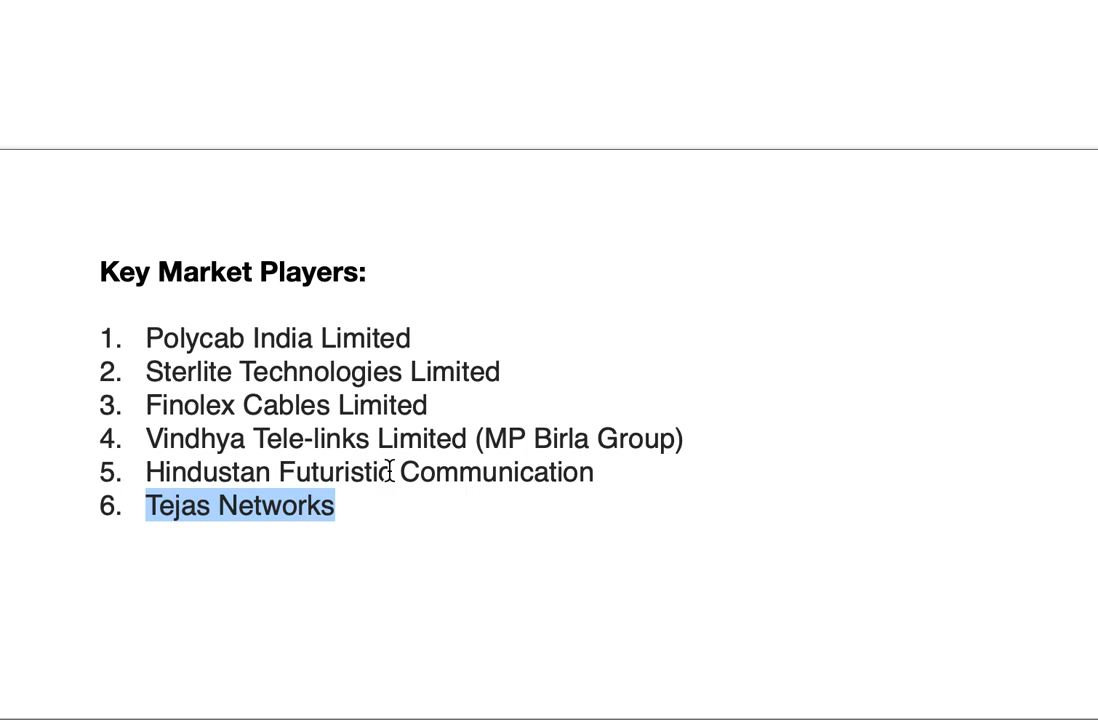 Key Market Players:
1. Polycab India Limited
2. Sterlite Technologies Limited
3. Finolex Cables Limited
4. Vindhya Tele-links Limited (MP Birla Group)
5. Hindustan Futuristic Communication
6. Tejas Networks